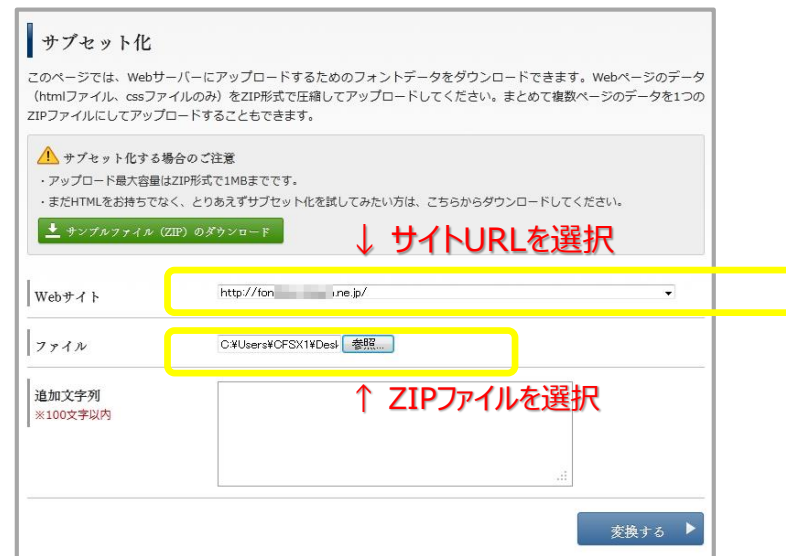 サブセット化
このページでは、Webサーバーにアップロードするためのフォントデータをダウンロードできます。Webページのデータ
（htmlファイル、cssファイルのみ）をZIP形式で圧縮してアップロードしてください。まとめて複数ページのデータを1つの
ZIPファイルにしてアップロードすることもできます。
サブセット化する場合のご注意
・アップロード最大容量はZIP形式で1MBまでです。
・まだHTMLをお持ちでなく、とりあえずサブセット化を試してみたい方は、こちらからダウンロードしてください。
サンプルファイル（ZIP）のダウンロード
↓ サイトURLを選択
Webサイト
http://fon .ne.jp/
ファイル
C:¥Users¥CFSX1¥Desl 参照...
↑ ZIPファイルを選択
追加文字列
※100文字以内
変換する